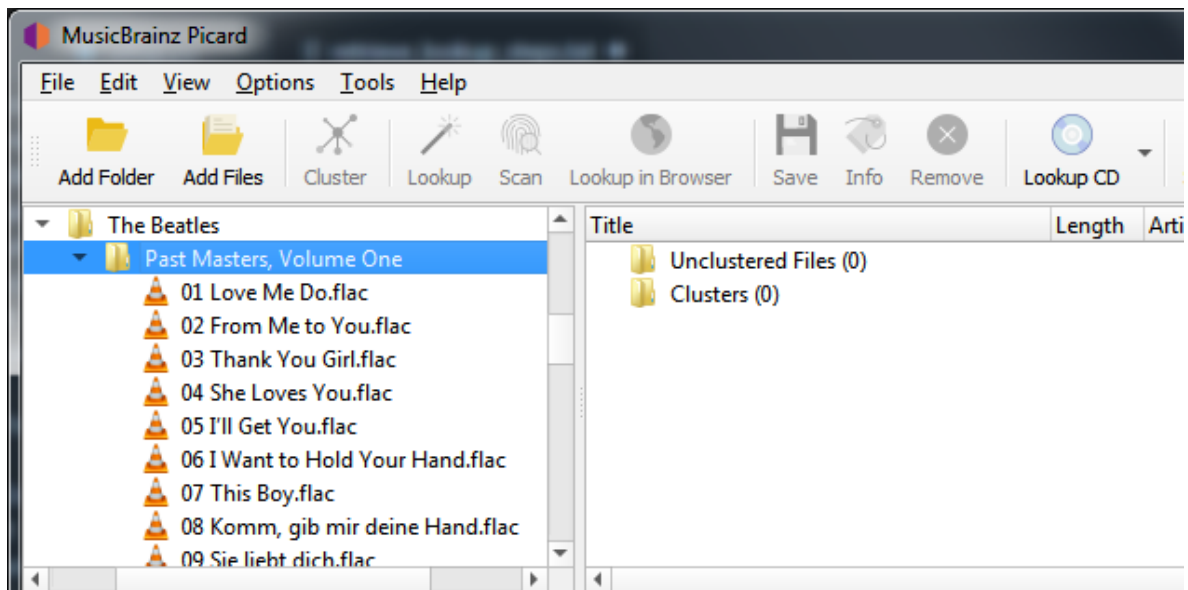 MusicBrainz Picard
File Edit View Options Tools Help
Add Folder Add Files Cluster Lookup Scan Lookup in Browser Save Info Remove Lookup CD
The Beatles
Past Masters, Volume One
01 Love Me Do.flac
02 From Me to You.flac
03 Thank You Girl.flac
04 She Loves You.flac
05 I'll Get You.flac
06 I Want to Hold Your Hand.flac
07 This Boy.flac
08 Komm, gib mir deine Hand.flac
09 Sie liebt dich.flac
Title Length Arti
Unclustered Files (0)
Clusters (0)